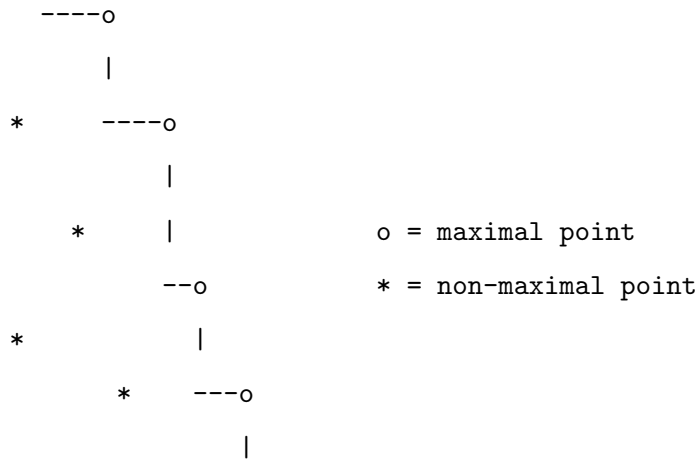 ----o
|
* ----o
|
* | o = maximal point
--o * = non-maximal point
* |
* ---o
|